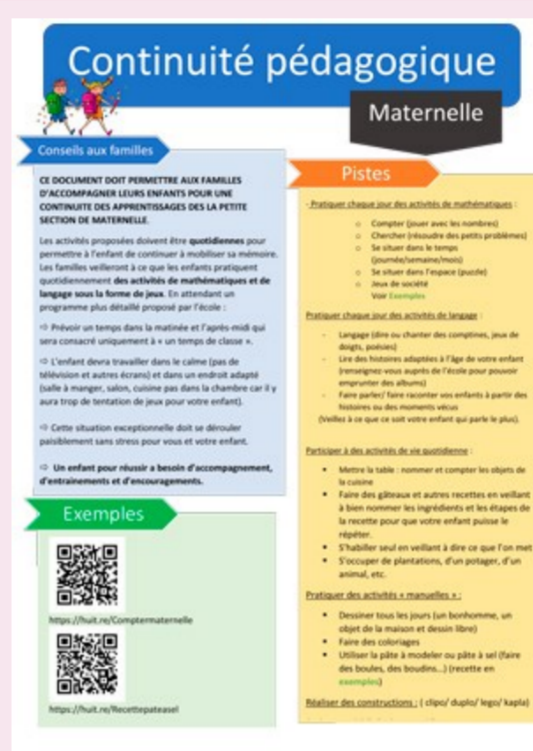 Continuité pédagogique
Maternelle
Conseils aux familles
CE DOCUMENT DOIT PERMETTRE AUX FAMILLES
D'ACCOMPAGNER LEURS ENFANTS POUR UNE
CONTINUITE DES APPRENTISSAGES DES LA PETITE
SECTION DE MATERNELLE.
Les activités proposées doivent être quotidiennes pour
permettre à l'enfant de continuer à mobiliser sa mémoire.
Les familles veilleront à ce que les enfants pratiquent
quotidiennement des activités de mathématiques et de
langage sous la forme de jeux. En attendant un
programme plus détaillé proposé par l'école :
⇨ Prévoir un temps dans la matinée et l'après-midi qui
sera consacré uniquement à « un temps de classe ».
⇨ L'enfant devra travailler dans le calme (pas de
télévision et autres écrans) et dans un endroit adapté
(salle à manger, salon, cuisine pas dans la chambre car il y
aura trop de tentation de jeux pour votre enfant).
⇨ Cette situation exceptionnelle doit se dérouler
paisiblement sans stress pour vous et votre enfant.
⇨ Un enfant pour réussir a besoin d'accompagnement,
d'entrainements et d'encouragements.
Exemples
https://huit.re/Comptermaternelle
https://huit.re/Recettepateasel
Pistes
- Pratiquer chaque jour des activités de mathématiques :
o Compter (jouer avec les nombres)
o Chercher (résoudre des petits problèmes)
o Se situer dans le temps
(journée/semaine/mois)
o Se situer dans l'espace (puzzle)
o Jeux de société
Voir Exemples
Pratiquer chaque jour des activités de langage :
- Langage (dire ou chanter des comptines, jeux de
doigts, poésies)
- Lire des histoires adaptées à l'âge de votre enfant
(renseignez-vous auprès de l'école pour pouvoir
emprunter des albums)
- Faire parler/ faire raconter vos enfants à partir des
histoires ou des moments vécus
(Veillez à ce que ce soit votre enfant qui parle le plus).
Participer à des activités de vie quotidienne :
▪ Mettre la table : nommer et compter les objets de
la cuisine
▪ Faire des gâteaux et autres recettes en veillant
à bien nommer les ingrédients et les étapes de
la recette pour que votre enfant puisse le
répéter.
▪ S'habiller seul en veillant à dire ce que l'on met
▪ S'occuper de plantations, d'un potager, d'un
animal, etc.
Pratiquer des activités « manuelles » :
▪ Dessiner tous les jours (un bonhomme, un
objet de la maison et dessin libre)
▪ Faire des coloriages
▪ Utiliser la pâte à modeler ou pâte à sel (faire
des boules, des boudins...) (recette en
exemples)
Réaliser des constructions : ( clipo/ duplo/ lego/ kapla)